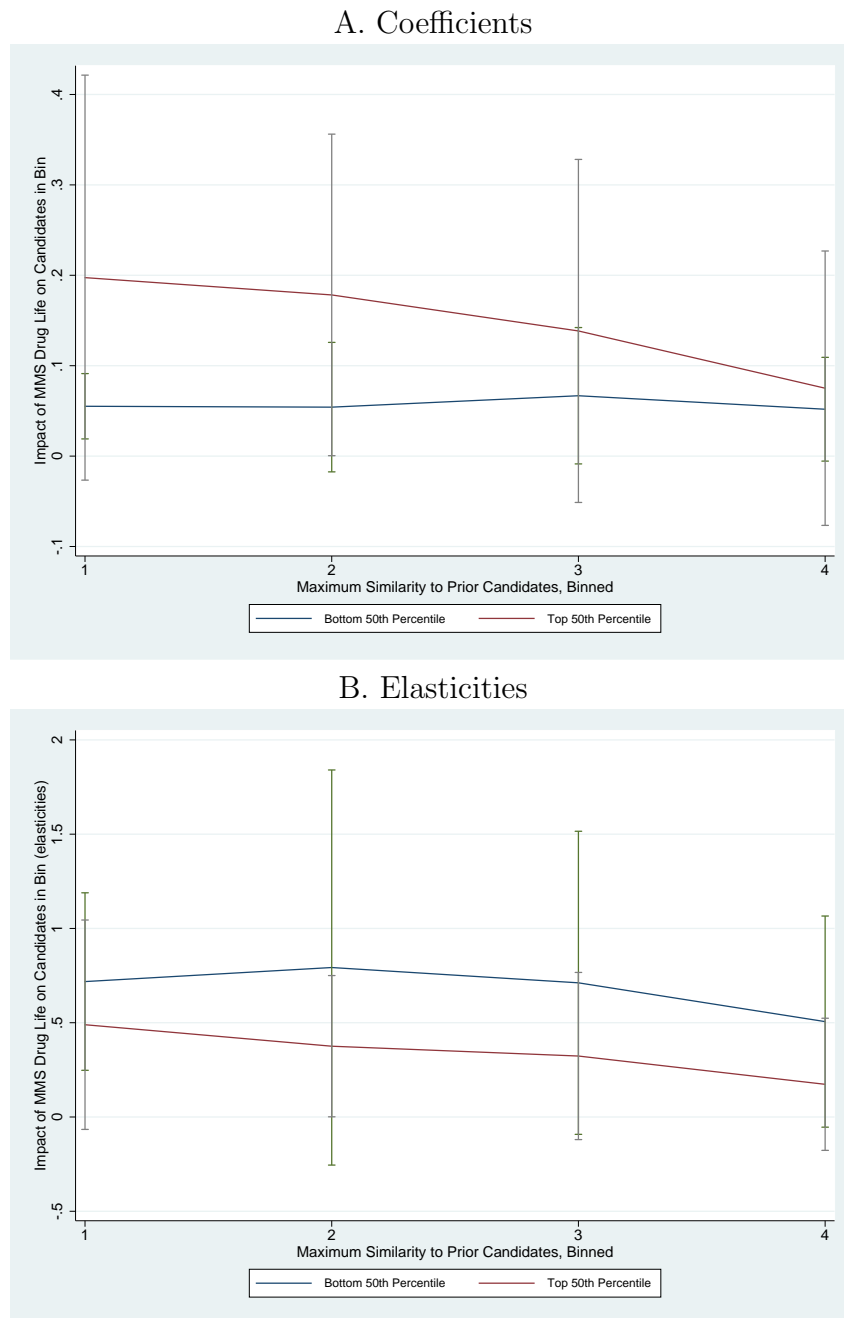 A. Coefficients
Impact of MMS Drug Life on Candidates in Bin
.4
.3
.2
.1
0
-.1
1 2 3 4
Maximum Similarity to Prior Candidates, Binned
Bottom 50th Percentile Top 50th Percentile
B. Elasticities
Impact of MMS Drug Life on Candidates in Bin (elasticities)
2
1.5
1
.5
0
-.5
1 2 3 4
Maximum Similarity to Prior Candidates, Binned
Bottom 50th Percentile Top 50th Percentile